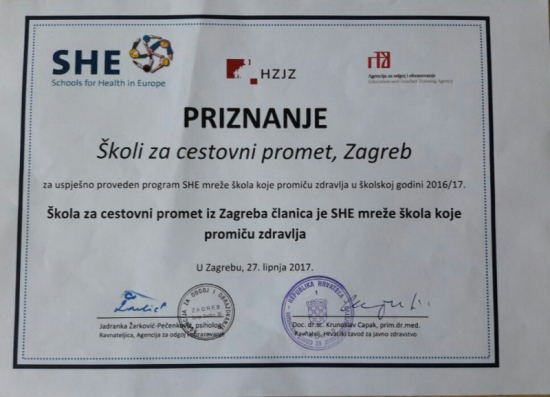 SHE
Schools for Health in Europe
HZJZ
Agencija za odgoj i obrazovanje
Education and Teacher Training Agency
PRIZNANJE
Školi za cestovni promet, Zagreb
za uspješno proveden program SHE mreže škola koje promiču zdravlja u školskoj godini 2016/17.
Škola za cestovni promet iz Zagreba članica je SHE mreže škola koje
promiču zdravlja
U Zagrebu, 27. lipnja 2017.
Jadranka Žarković-Pečenković, psiholog
Ravnateljica, Agencija za odgoj i obrazovanje
Doc. dr.sc. Krunoslav Capak, prim.dr.med.
Ravnatelj, Hrvatski zavod za javno zdravstvo
REPUBLIKA HRVATSKA